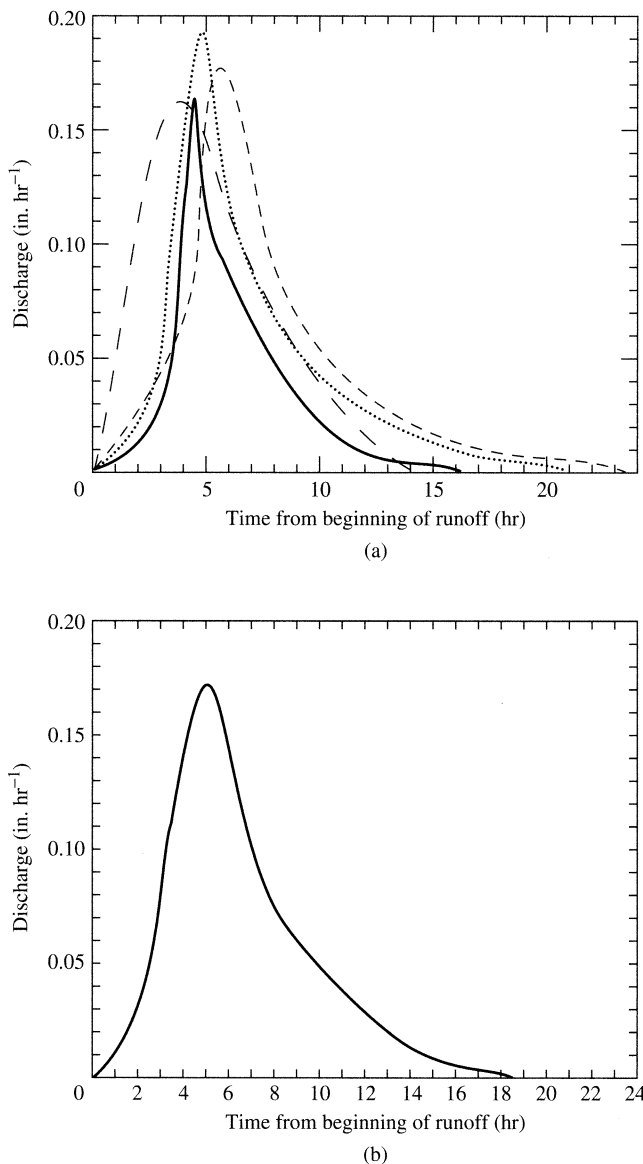 0.20
0.15
0.10
0.05
0
5
10
15
20
Discharge (in. hr⁻¹)
Time from beginning of runoff (hr)
(a)
0.20
0.15
0.10
0.05
0
2 4 6 8 10 12 14 16 18 20 22 24
Discharge (in. hr⁻¹)
Time from beginning of runoff (hr)
(b)